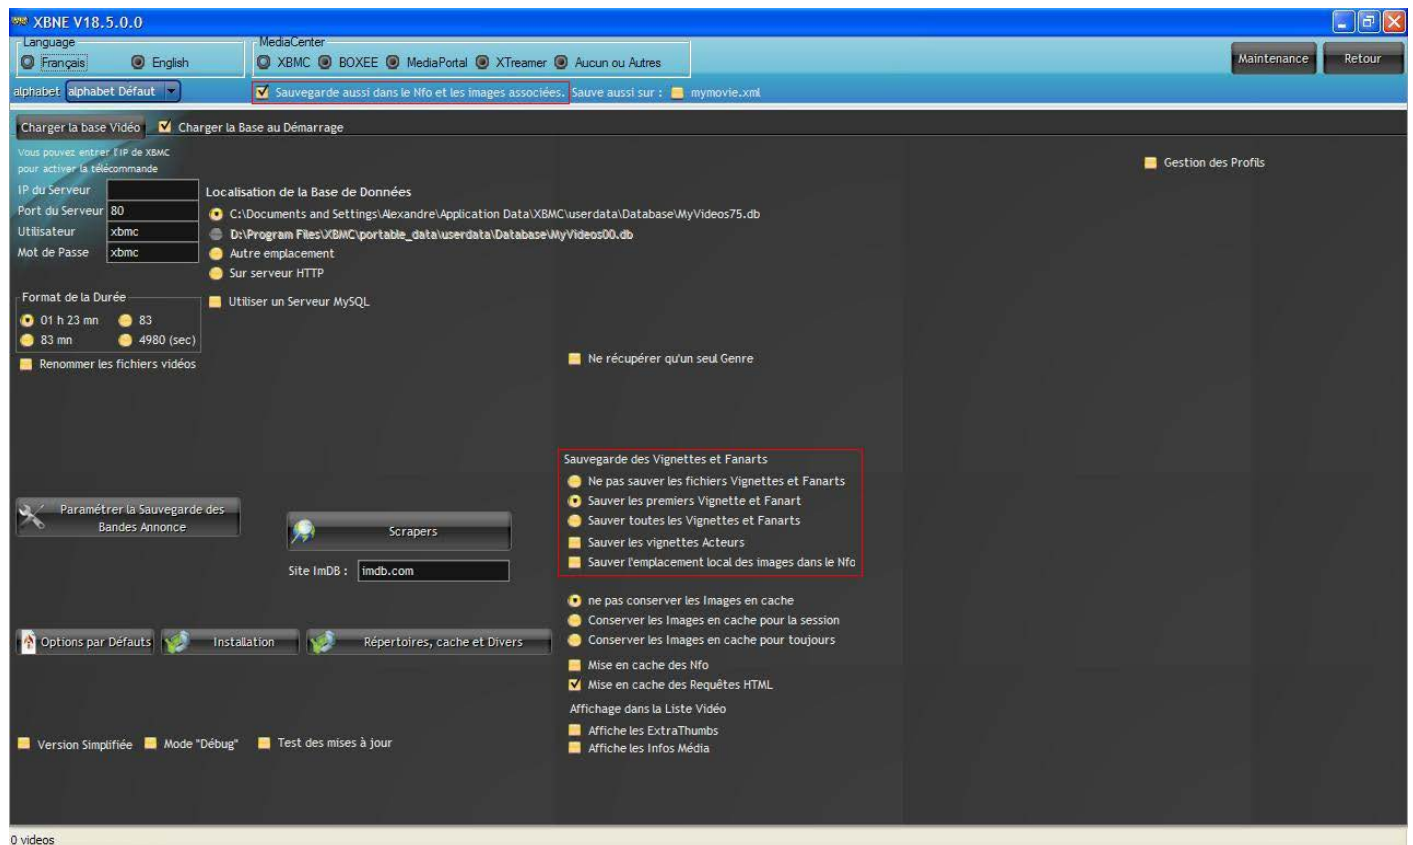 XBNE V18.5.0.0
Language
MediaCenter
Français
English
XBMC
BOXEE
MediaPortal
XTreamer
Aucun ou Autres
Maintenance
Retour
alphabet
alphabet Défaut
Sauvegarde aussi dans le Nfo et les images associées.
Sauve aussi sur :
mymovie.xml
Charger la base Vidéo
Charger la Base au Démarrage
Vous pouvez entrer l'IP de XBMC
pour activer la télécommande
Gestion des Profils
IP du Serveur
Localisation de la Base de Données
Port du Serveur
80
C:\Documents and Settings\Alexandre\Application Data\XBMC\userdata\Database\MyVideos75.db
Utilisateur
xbmc
D:\Program Files\XBMC\portable_data\userdata\Database\MyVideos00.db
Mot de Passe
xbmc
Autre emplacement
Sur serveur HTTP
Format de la Durée
Utiliser un Serveur MySQL
01 h 23 mn
83
83 mn
4980 (sec)
Renommer les fichiers vidéos
Ne récupérer qu'un seul Genre
Sauvegarde des Vignettes et Fanarts
Ne pas sauver les fichiers Vignettes et Fanarts
Sauver les premiers Vignette et Fanart
Sauver toutes les Vignettes et Fanarts
Sauver les vignettes Acteurs
Sauver l'emplacement local des images dans le Nfo
Paramétrer la Sauvegarde des
Bandes Annonce
Scrapers
Site ImDB :
imdb.com
ne pas conserver les Images en cache
Conserver les Images en cache pour la session
Conserver les Images en cache pour toujours
Options par Défauts
Installation
Répertoires, cache et Divers
Mise en cache des Nfo
Mise en cache des Requêtes HTML
Affichage dans la Liste Vidéo
Affiche les ExtraThumbs
Affiche les Infos Média
Version Simplifiée
Mode "Débug"
Test des mises à jour
0 videos